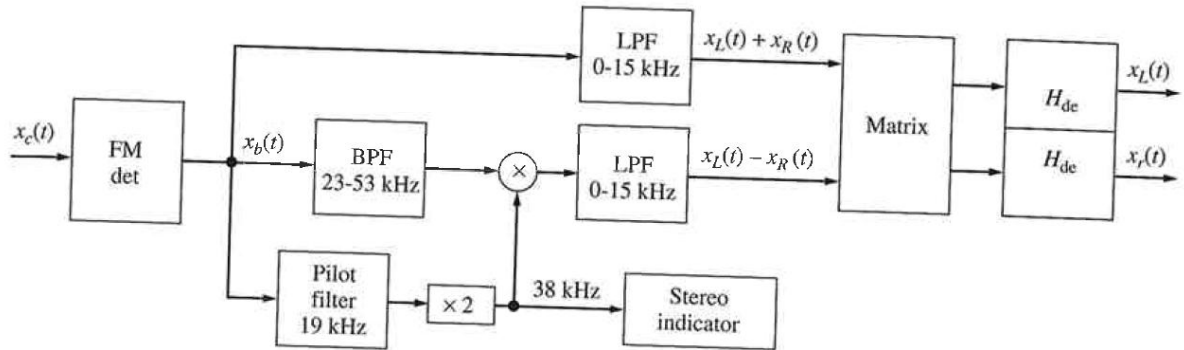 LPF
0-15 kHz
x_L(t) + x_R(t)
Matrix
H_de
x_L(t)
x_c(t)
FM
det
x_b(t)
BPF
23-53 kHz
×
LPF
0-15 kHz
x_L(t) − x_R(t)
H_de
x_r(t)
Pilot
filter
19 kHz
× 2
38 kHz
Stereo
indicator